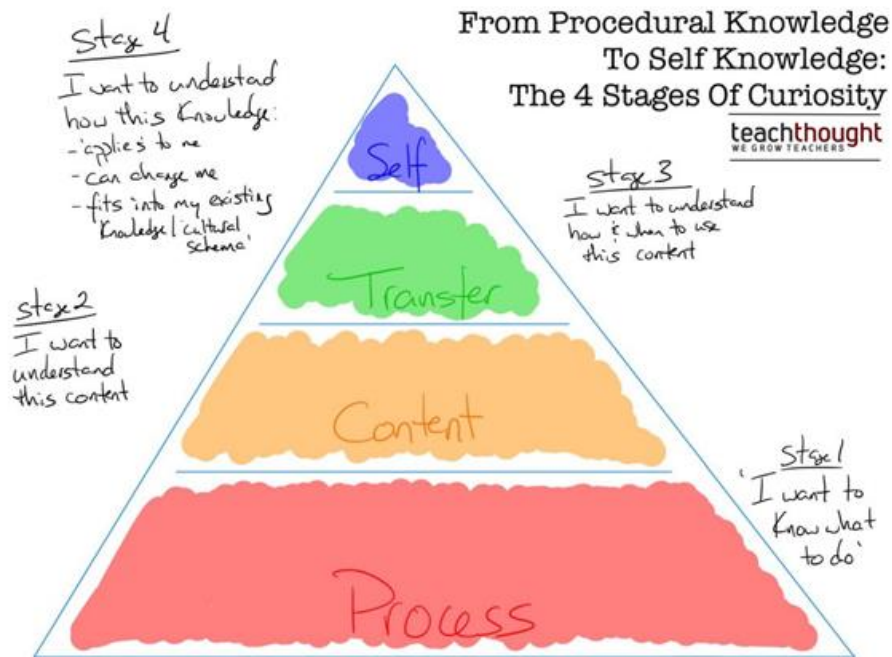 From Procedural Knowledge
To Self Knowledge:
The 4 Stages Of Curiosity
teachthought
WE GROW TEACHERS
Stage 4
I want to understand
how this Knowledge:
- applies to me
- can change me
- fits into my existing
Knowledge/'cultural
schema'
Self
Stage 3
I want to understand
how & when to use
this content
Transfer
Stage 2
I want to
understand
this content
Content
Stage 1
'I want to
Know what
to do'
Process